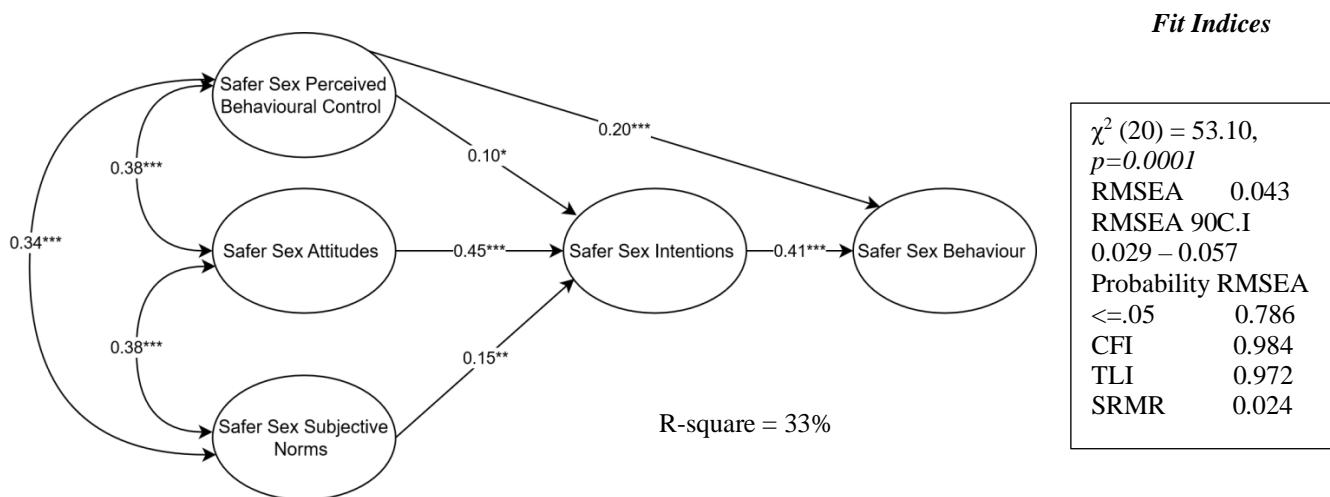 Fit Indices
Safer Sex Perceived
Behavioural Control
0.20***
0.10*
0.38***
0.34***
Safer Sex Attitudes
0.45***
Safer Sex Intentions
0.41***
Safer Sex Behaviour
0.38***
0.15**
Safer Sex Subjective
Norms
R-square = 33%
χ² (20) = 53.10,
p=0.0001
RMSEA 0.043
RMSEA 90C.I
0.029 – 0.057
Probability RMSEA
<=.05 0.786
CFI 0.984
TLI 0.972
SRMR 0.024